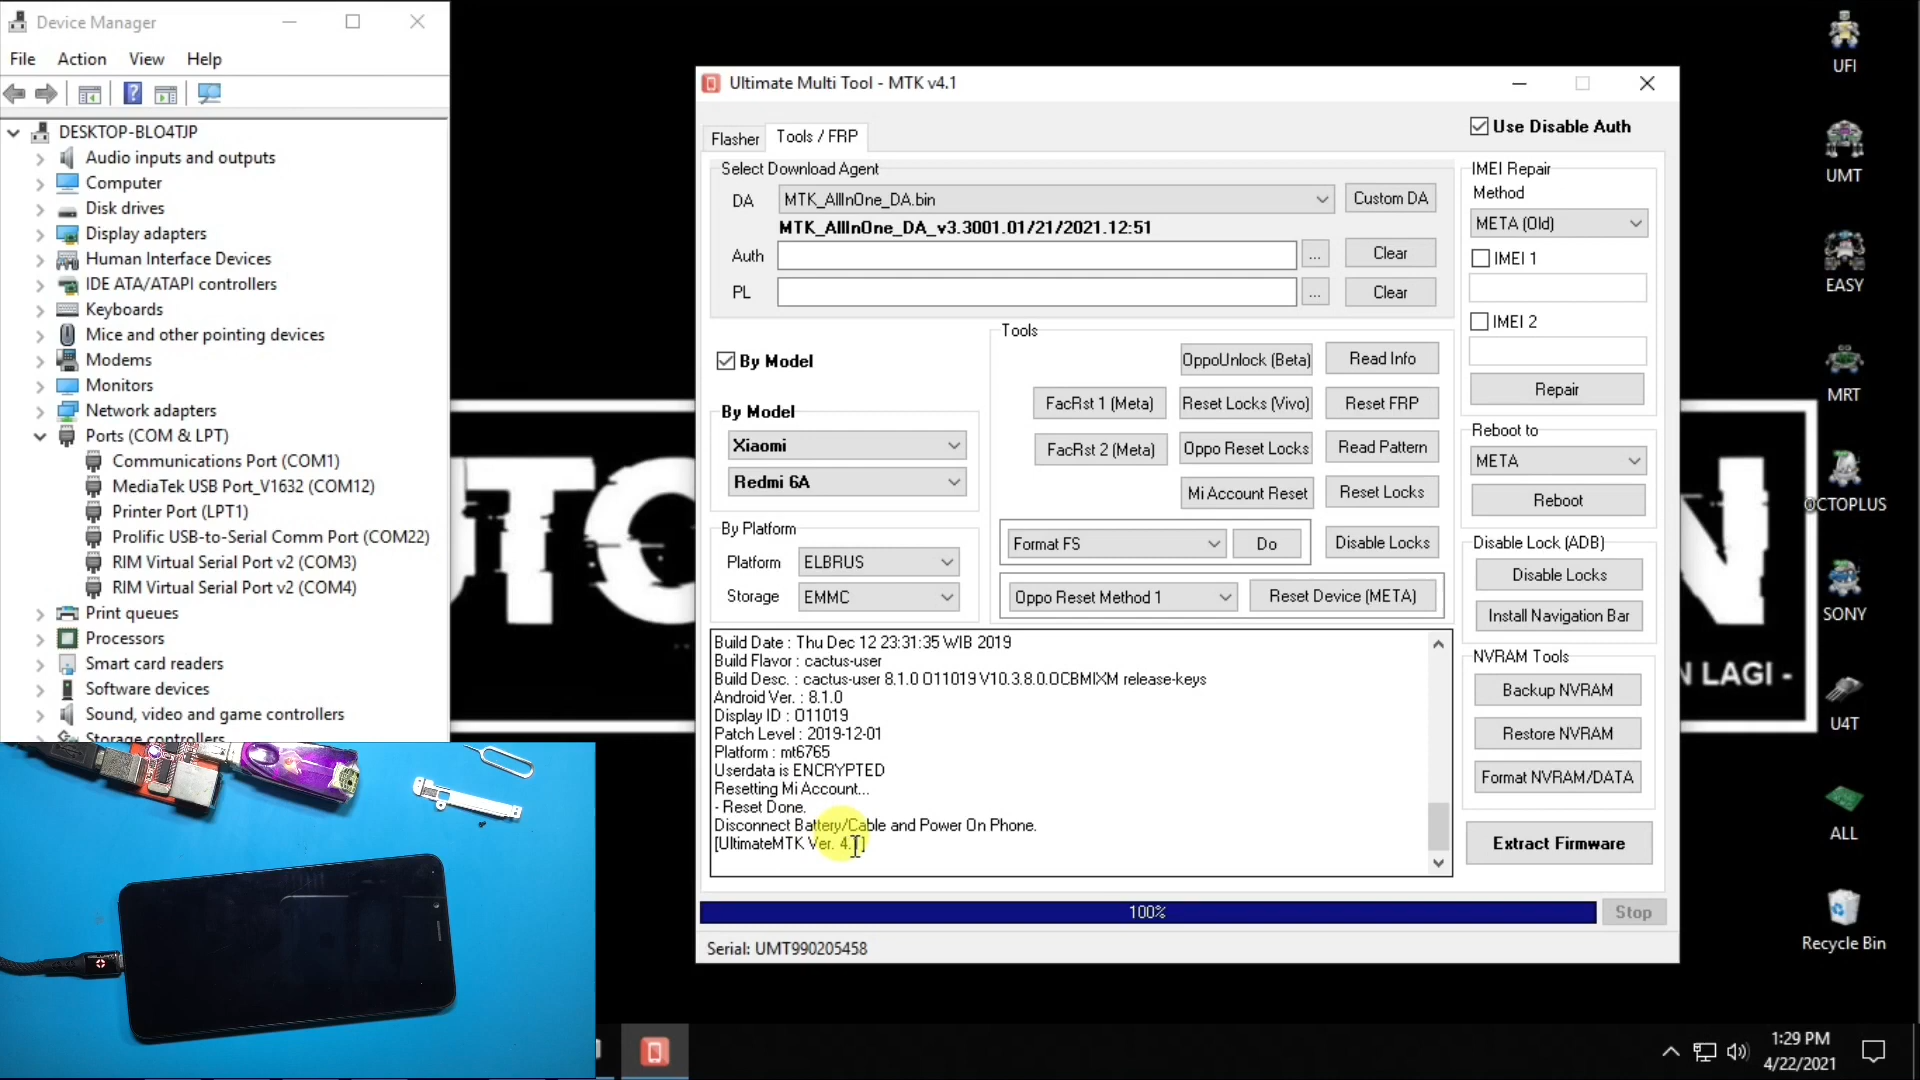 Device Manager
File Action View Help
DESKTOP-BLO4TJP
Audio inputs and outputs
Computer
Disk drives
Display adapters
Human Interface Devices
IDE ATA/ATAPI controllers
Keyboards
Mice and other pointing devices
Modems
Monitors
Network adapters
Ports (COM & LPT)
Communications Port (COM1)
MediaTek USB Port_V1632 (COM12)
Printer Port (LPT1)
Prolific USB-to-Serial Comm Port (COM22)
RIM Virtual Serial Port v2 (COM3)
RIM Virtual Serial Port v2 (COM4)
Print queues
Processors
Smart card readers
Software devices
Sound, video and game controllers
Storage controllers
Ultimate Multi Tool - MTK v4.1
Flasher
Tools / FRP
Use Disable Auth
Select Download Agent
DA
MTK_AllInOne_DA.bin
Custom DA
MTK_AllInOne_DA_v3.3001.01/21/2021.12:51
Auth
...
Clear
PL
...
Clear
By Model
By Model
Xiaomi
Redmi 6A
By Platform
Platform
ELBRUS
Storage
EMMC
Tools
OppoUnlock (Beta)
Read Info
FacRst 1 (Meta)
Reset Locks (Vivo)
Reset FRP
FacRst 2 (Meta)
Oppo Reset Locks
Read Pattern
Mi Account Reset
Reset Locks
Format FS
Do
Disable Locks
Oppo Reset Method 1
Reset Device (META)
IMEI Repair
Method
META (Old)
IMEI 1
IMEI 2
Repair
Reboot to
META
Reboot
Disable Lock (ADB)
Disable Locks
Install Navigation Bar
NVRAM Tools
Backup NVRAM
Restore NVRAM
Format NVRAM/DATA
Extract Firmware
Build Date : Thu Dec 12 23:31:35 WIB 2019
Build Flavor : cactus-user
Build Desc. : cactus-user 8.1.0 O11019 V10.3.8.0.OCBMIXM release-keys
Android Ver. : 8.1.0
Display ID : O11019
Patch Level : 2019-12-01
Platform : mt6765
Userdata is ENCRYPTED
Resetting Mi Account...
- Reset Done.
Disconnect Battery/Cable and Power On Phone.
[UltimateMTK Ver. 4.1]
100%
Stop
Serial: UMT990205458
UTO
N
N LAGI -
UFI
UMT
EASY
MRT
OCTOPLUS
SONY
U4T
ALL
Recycle Bin
1:29 PM
4/22/2021